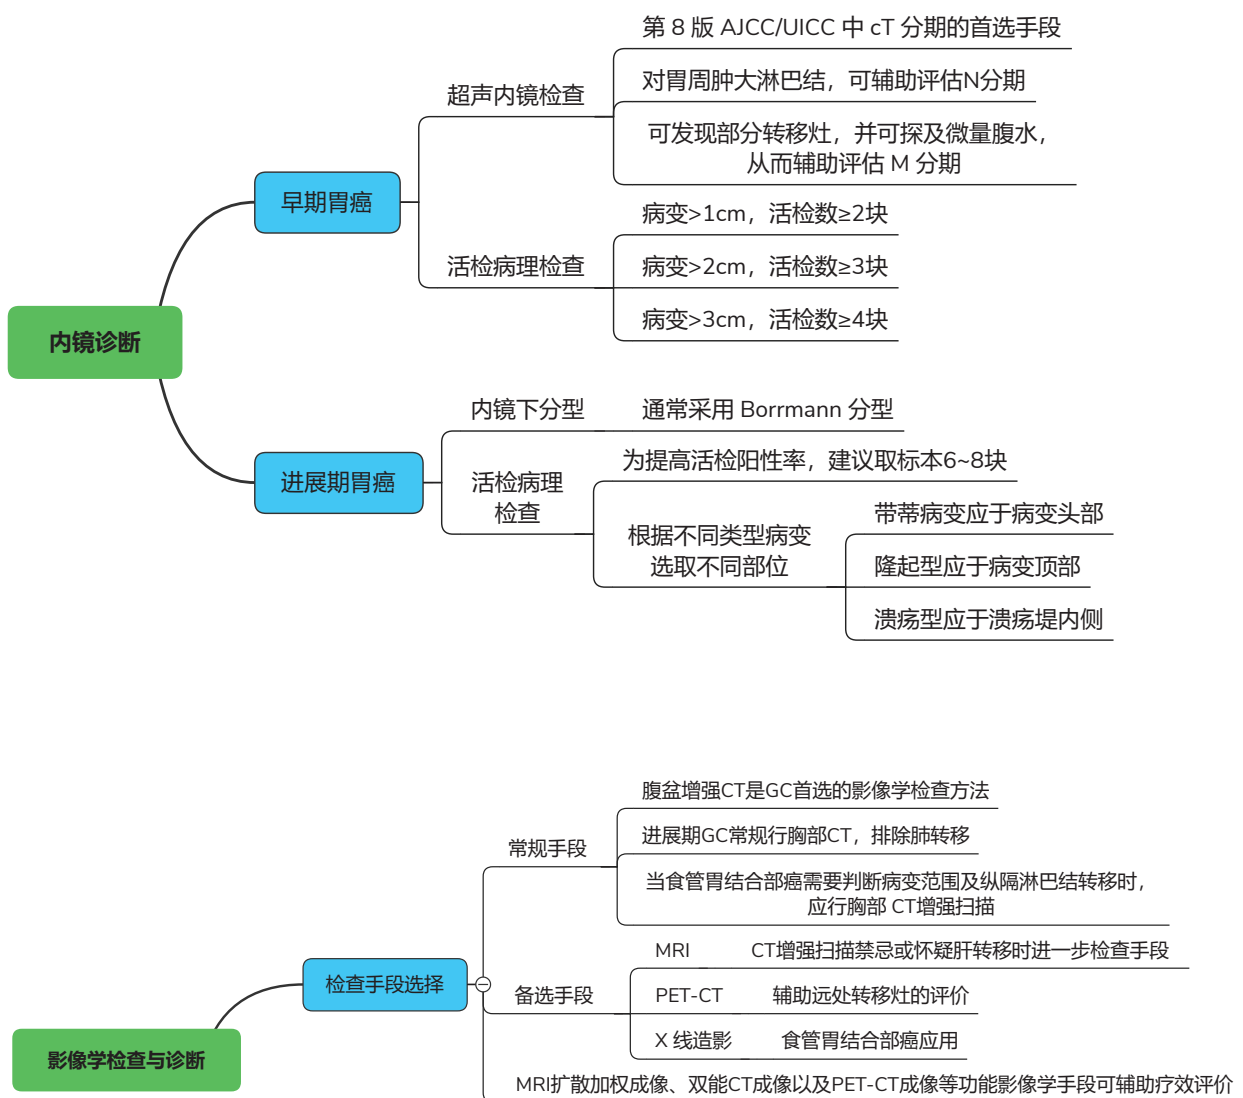 内镜诊断
早期胃癌
超声内镜检查
第 8 版 AJCC/UICC 中 cT 分期的首选手段
对胃周肿大淋巴结，可辅助评估N分期
可发现部分转移灶，并可探及微量腹水，
从而辅助评估 M 分期
活检病理检查
病变>1cm，活检数≥2块
病变>2cm，活检数≥3块
病变>3cm，活检数≥4块
进展期胃癌
内镜下分型
通常采用 Borrmann 分型
活检病理
检查
为提高活检阳性率，建议取标本6~8块
根据不同类型病变
选取不同部位
带蒂病变应于病变头部
隆起型应于病变顶部
溃疡型应于溃疡堤内侧
影像学检查与诊断
检查手段选择
常规手段
腹盆增强CT是GC首选的影像学检查方法
进展期GC常规行胸部CT，排除肺转移
当食管胃结合部癌需要判断病变范围及纵隔淋巴结转移时，
应行胸部 CT增强扫描
备选手段
MRI
CT增强扫描禁忌或怀疑肝转移时进一步检查手段
PET-CT
辅助远处转移灶的评价
X 线造影
食管胃结合部癌应用
MRI扩散加权成像、双能CT成像以及PET-CT成像等功能影像学手段可辅助疗效评价